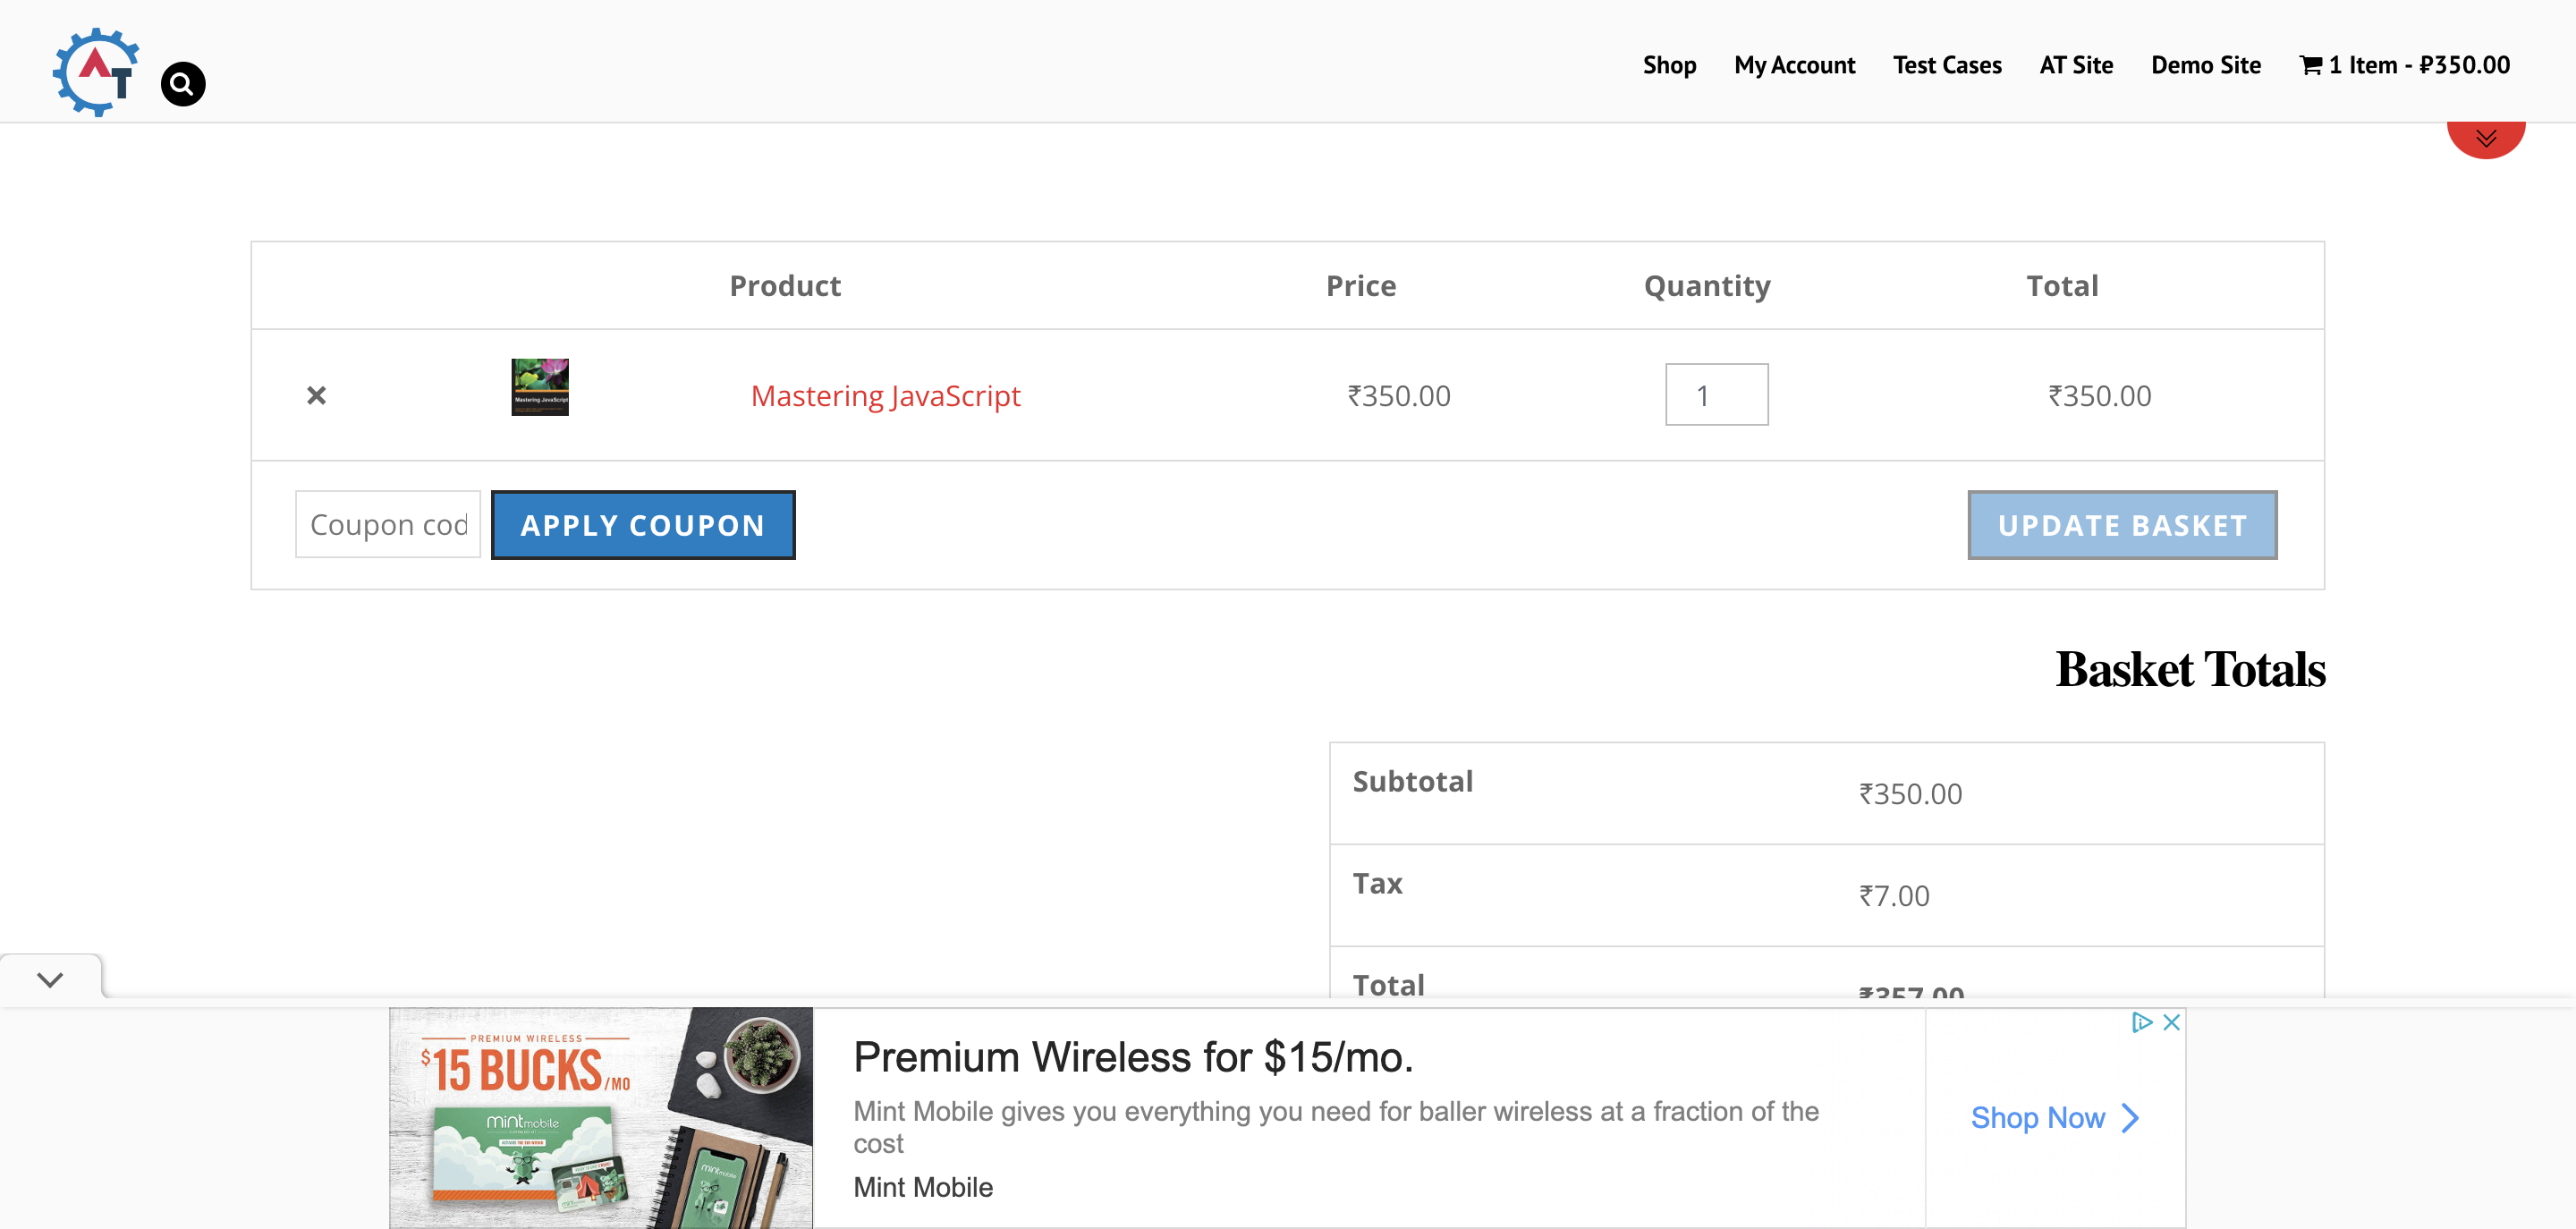 AT
Shop
My Account
Test Cases
AT Site
Demo Site
1 Item - ₽350.00
Product
Price
Quantity
Total
Mastering JavaScript
Mastering JavaScript
₹350.00
1
₹350.00
Coupon cod
APPLY COUPON
UPDATE BASKET
Basket Totals
Subtotal
₹350.00
Tax
₹7.00
Total
₹357.00
PREMIUM WIRELESS
$15 BUCKS/MO
mintmobile
mintmobile
Premium Wireless for $15/mo.
Mint Mobile gives you everything you need for baller wireless at a fraction of the
cost
Mint Mobile
Shop Now